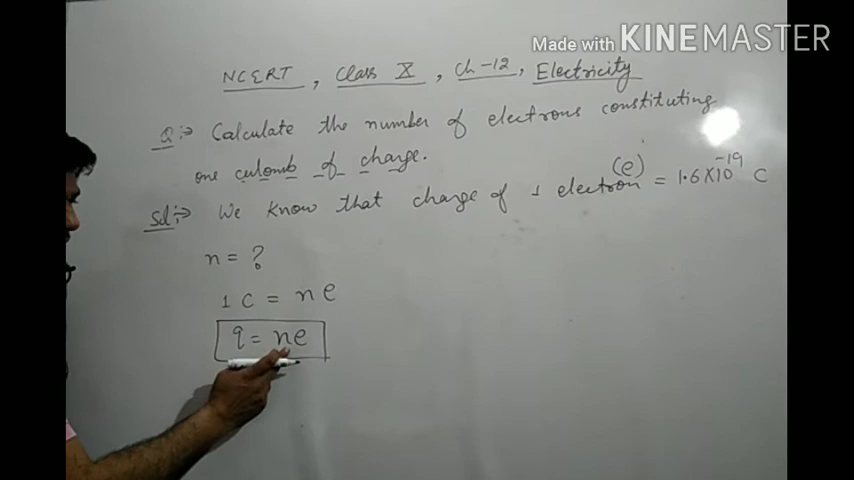 Made with KINEMASTER
NCERT, Class X, Ch-12, Electricity
Q:-> Calculate the number of electrons constituting
one culomb of charge.
Sol:-> We know that charge of 1 electron (e) = 1.6X10⁻¹⁹ C
n = ?
1 C = n e
q = ne